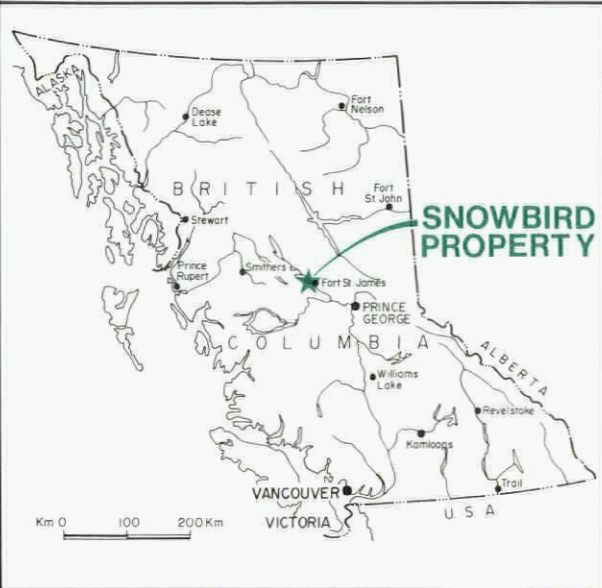 ALASKA
Dease
Lake
Fort
Nelson
BRITISH
Fort
St. John
SNOWBIRD
PROPERTY
Stewart
Prince
Rupert
Smithers
Fort St James
PRINCE
GEORGE
COLUMBIA
ALBERTA
Williams
Lake
Revelstoke
Kamloops
Trail
VANCOUVER
VICTORIA
U.S.A.
Km 0 100 200 Km